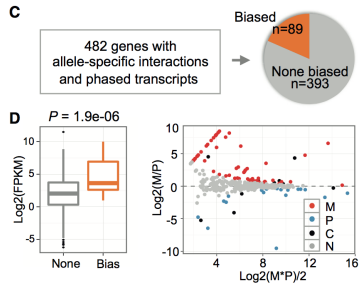 C
482 genes with
allele-specific interactions
and phased transcripts
Biased
n=89
None biased
n=393
D
P = 1.9e-06
Log2(FPKM)
10
5
0
-5
None Bias
Log2(M/P)
10
5
0
-5
-10
4 8 12 16
Log2(M*P)/2
M
P
C
N